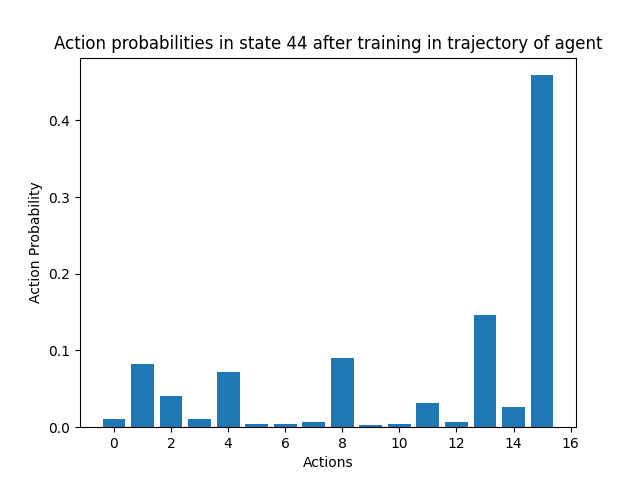 Action probabilities in state 44 after training in trajectory of agent
Action Probability
0.4
0.3
0.2
0.1
0.0
0 2 4 6 8 10 12 14 16
Actions